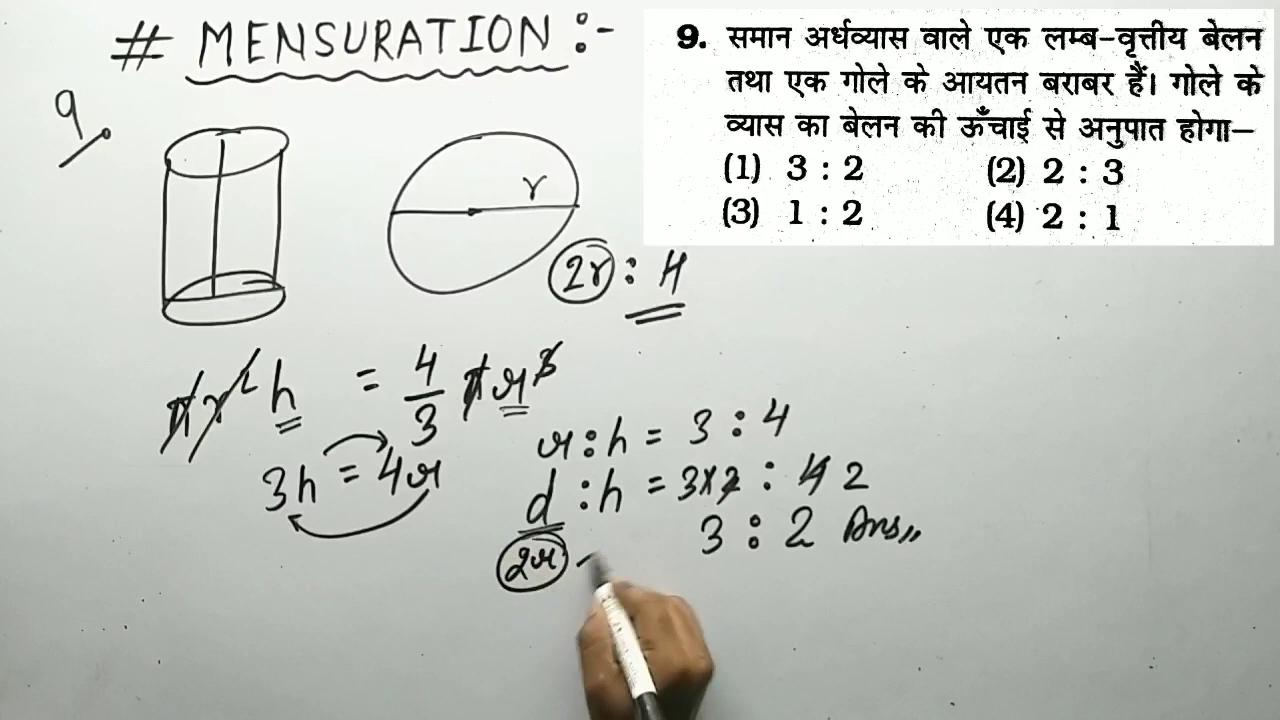 # MENSURATION :-
9.
r
2r : H
πr²h = 4/3 πr³
3h = 4r
r : h = 3 : 4
d : h = 3×2 : 4 2
3 : 2 Ans,,
2r
9. समान अर्धव्यास वाले एक लम्ब-वृत्तीय बेलन
तथा एक गोले के आयतन बराबर हैं। गोले के
व्यास का बेलन की ऊँचाई से अनुपात होगा–
(1) 3 : 2 (2) 2 : 3
(3) 1 : 2 (4) 2 : 1